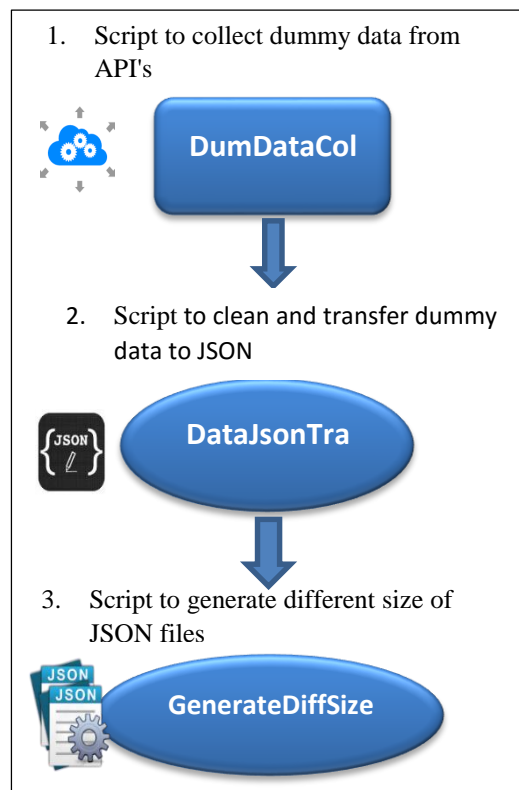 1. Script to collect dummy data from
API's
DumDataCol
2. Script to clean and transfer dummy
data to JSON
JSON
DataJsonTra
3. Script to generate different size of
JSON files
JSON
JSON
GenerateDiffSize